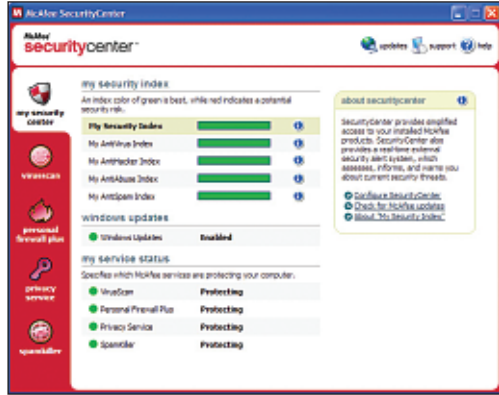 McAfee SecurityCenter
McAfee
securitycenter
updates support help
my security center
virusscan
personal firewall plus
privacy service
spamkiller
my security index
An index color of green is best, while red indicates a potential security risk.
My Security Index
My AntiVirus Index
My AntiHacker Index
My AntiAbuse Index
My AntiSpam Index
windows updates
Windows Updates Enabled
my service status
Specifies which McAfee services are protecting your computer.
VirusScan Protecting
Personal Firewall Plus Protecting
Privacy Service Protecting
SpamKiller Protecting
about securitycenter
SecurityCenter provides simplified
access to your installed McAfee
products. SecurityCenter also
provides a real-time external
security alert system, which
assesses, informs, and warns you
about current security threats.
Configure SecurityCenter
Check for McAfee updates
About "My Security Index"